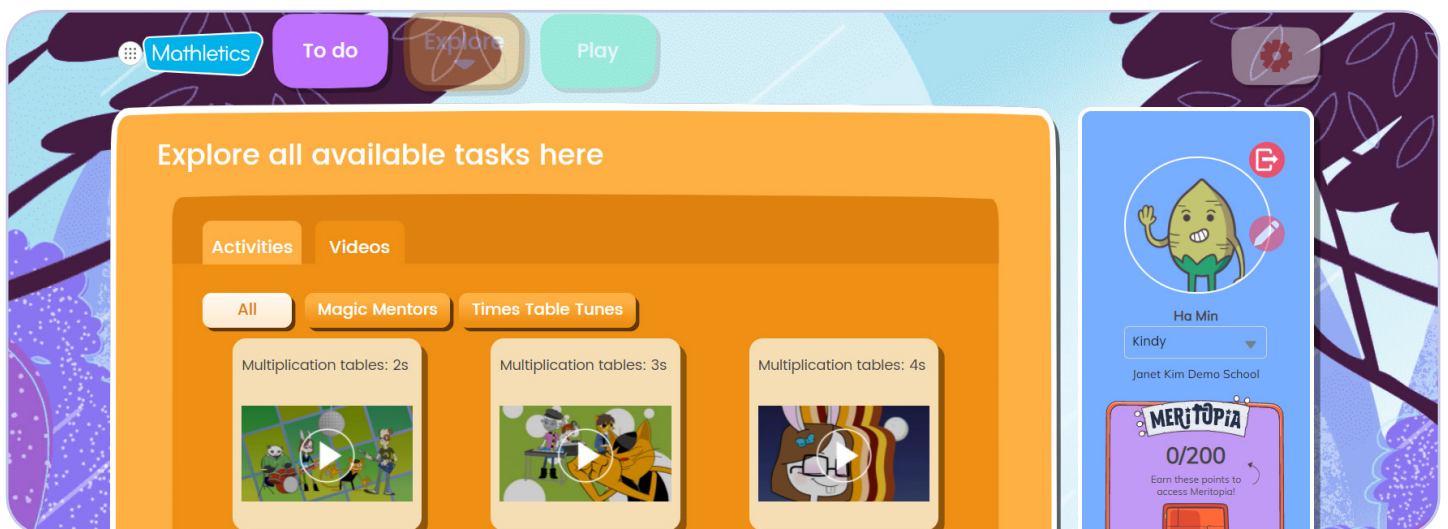 Mathletics
To do
Explore
Play
Explore all available tasks here
Activities
Videos
All
Magic Mentors
Times Table Tunes
Multiplication tables: 2s
Multiplication tables: 3s
Multiplication tables: 4s
Ha Min
Kindy
Janet Kim Demo School
MERiTOPiA
0/200
Earn these points to
access Meritopia!